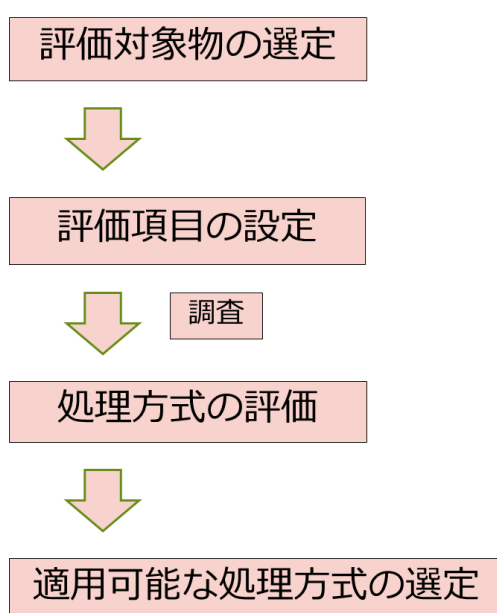 評価対象物の選定
評価項目の設定
調査
処理方式の評価
適用可能な処理方式の選定